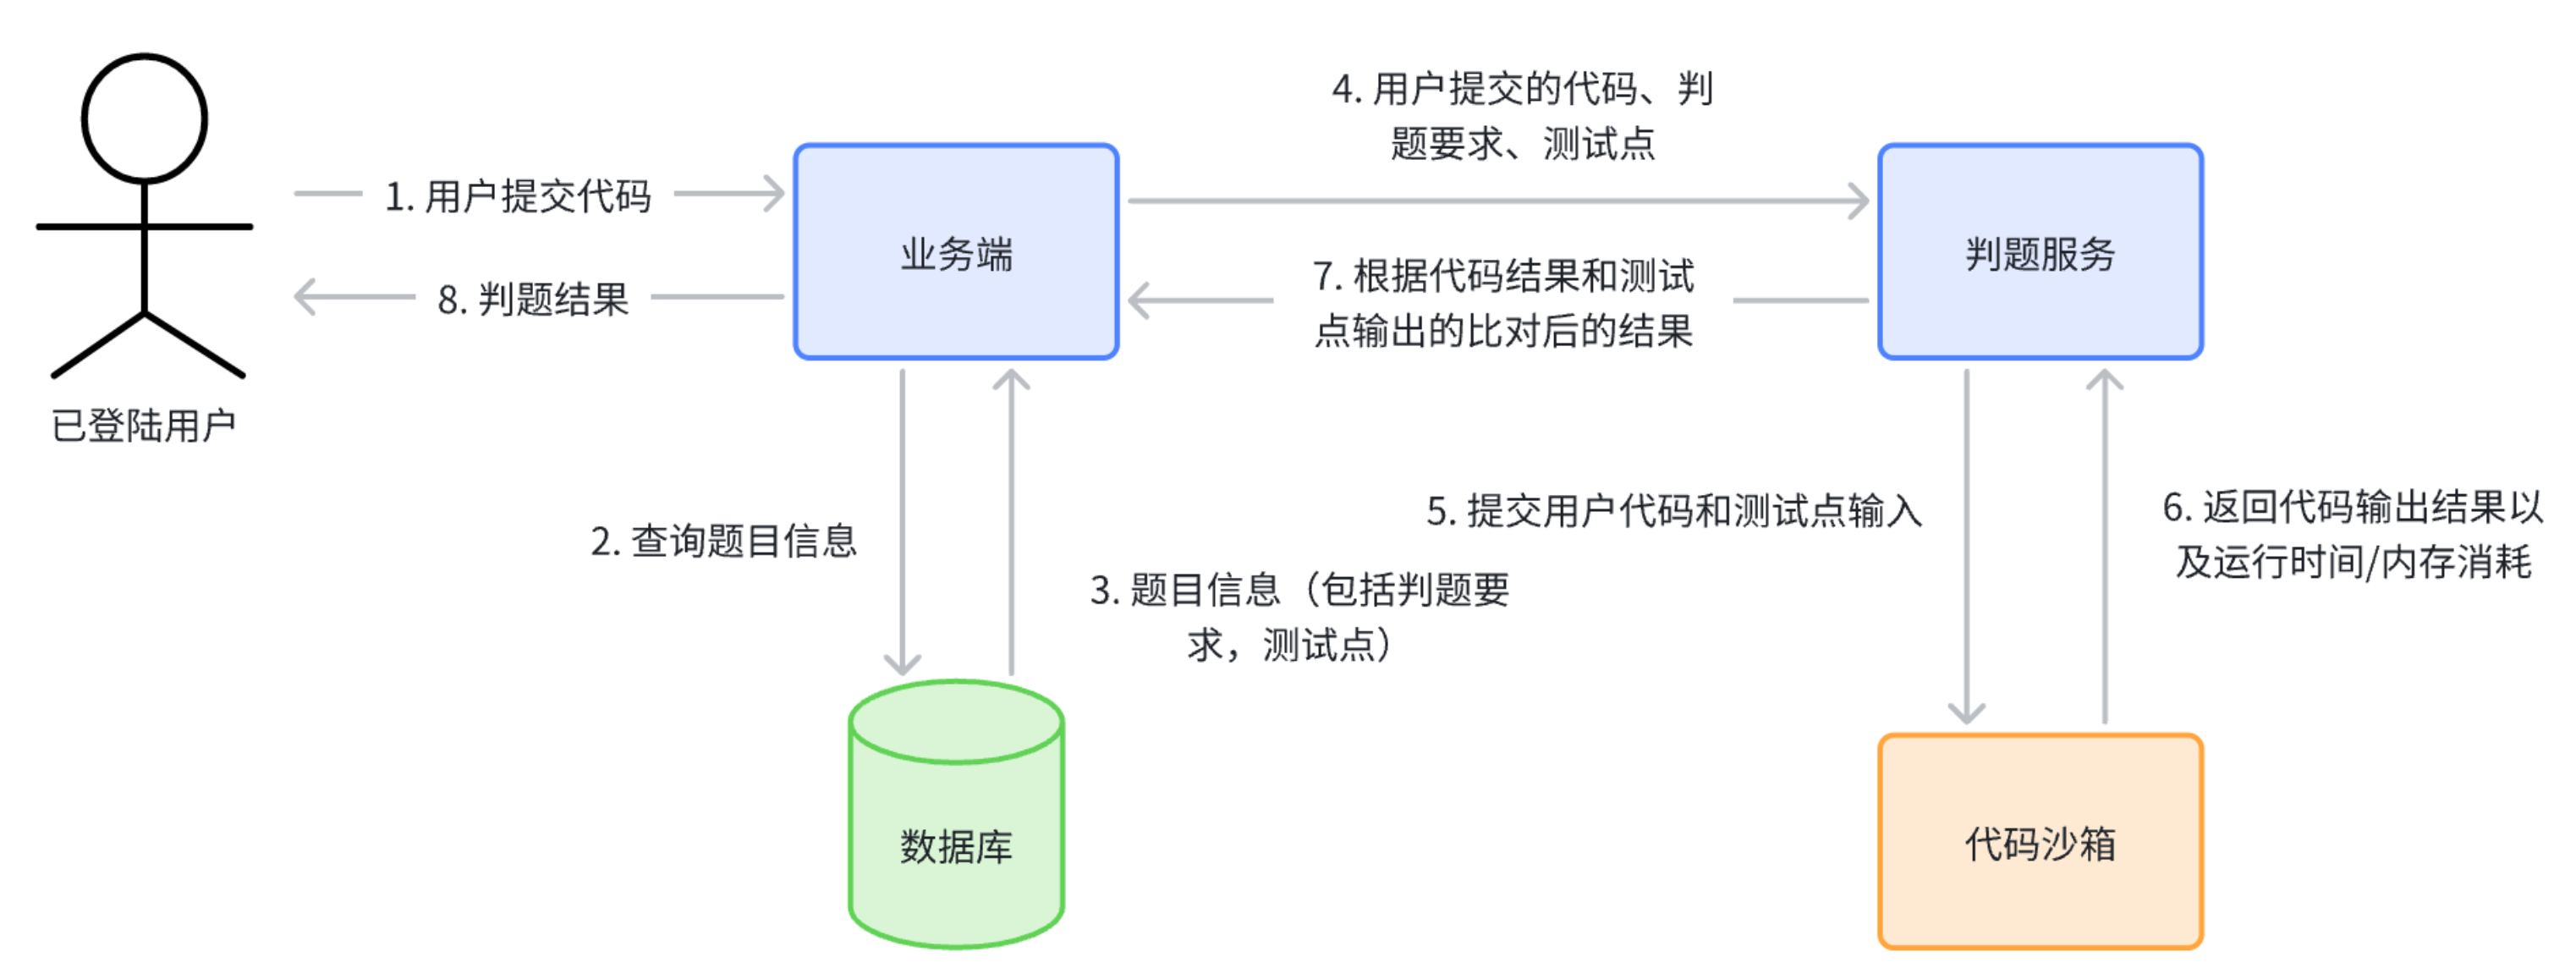 4. 用户提交的代码、判
题要求、测试点
1. 用户提交代码
业务端
判题服务
7. 根据代码结果和测试
点输出的比对后的结果
8. 判题结果
已登陆用户
2. 查询题目信息
3. 题目信息（包括判题要
求，测试点）
5. 提交用户代码和测试点输入
6. 返回代码输出结果以
及运行时间/内存消耗
数据库
代码沙箱